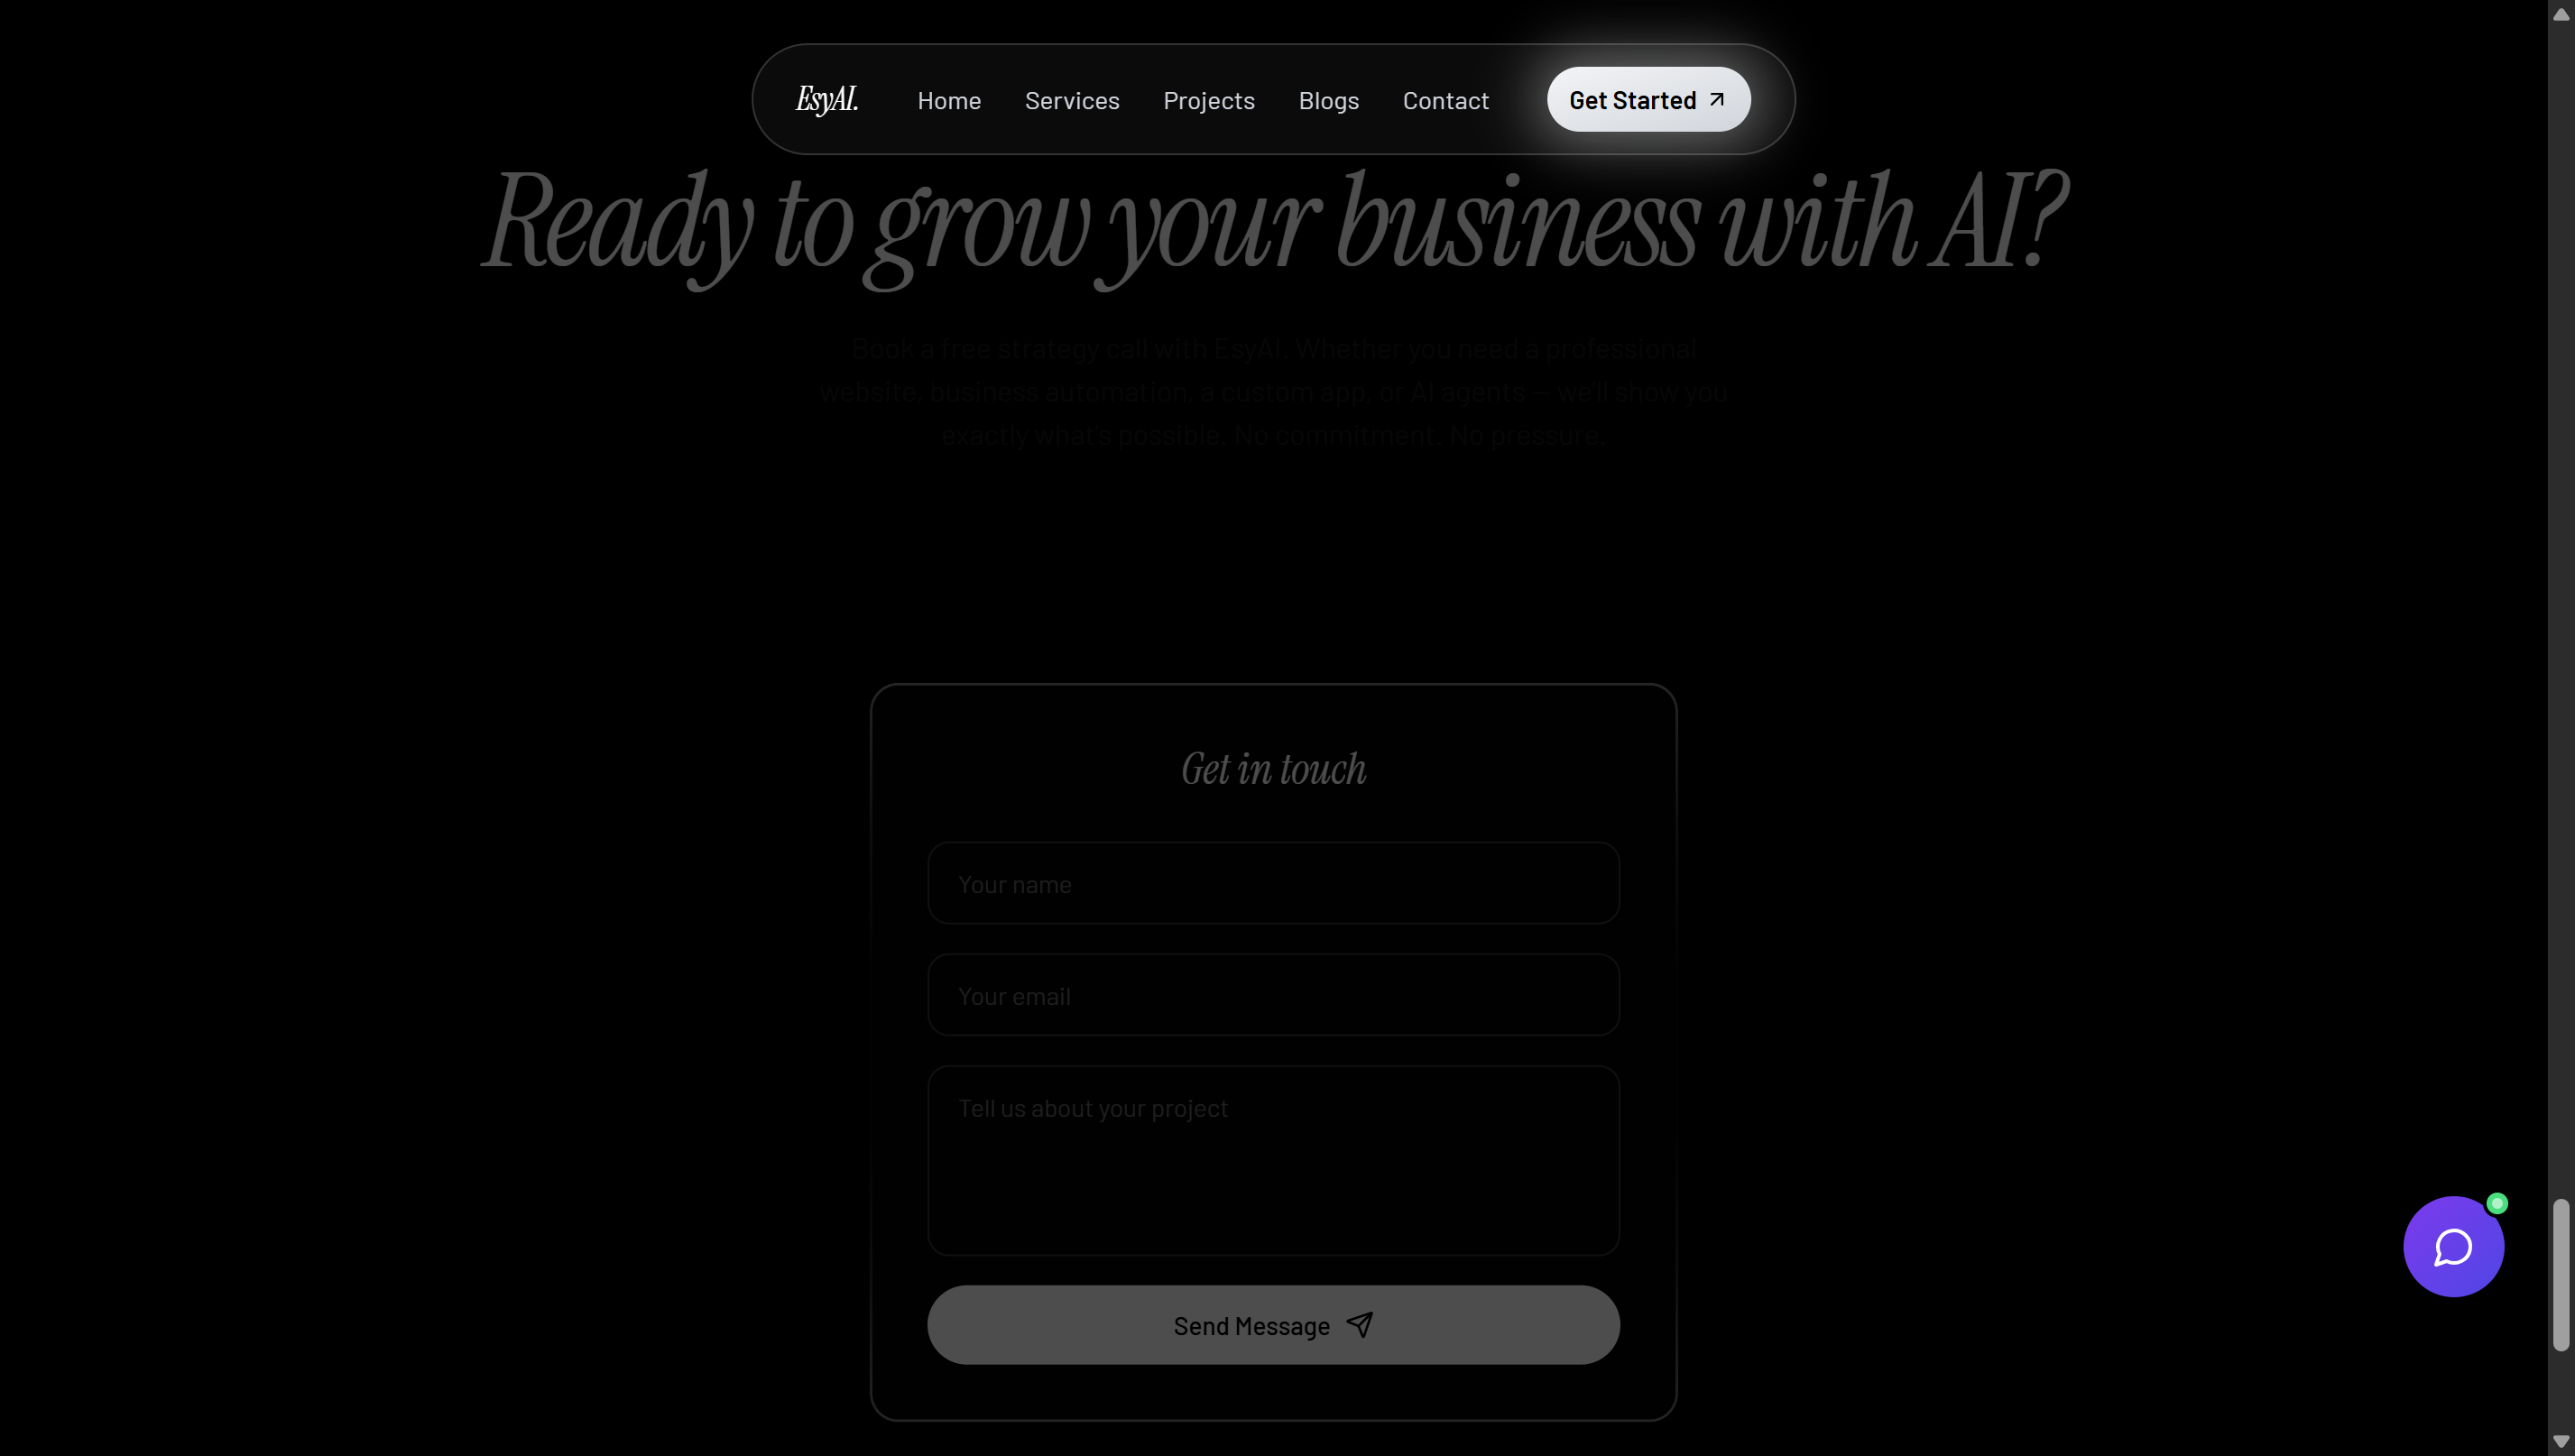 EsyAI.
Home
Services
Projects
Blogs
Contact
Get Started
Ready to grow your business with AI?
Book a free strategy call with EsyAI. Whether you need a professional
website, business automation, a custom app, or AI agents — we'll show you
exactly what's possible. No commitment. No pressure.
Get in touch
Your name
Your email
Tell us about your project
Send Message